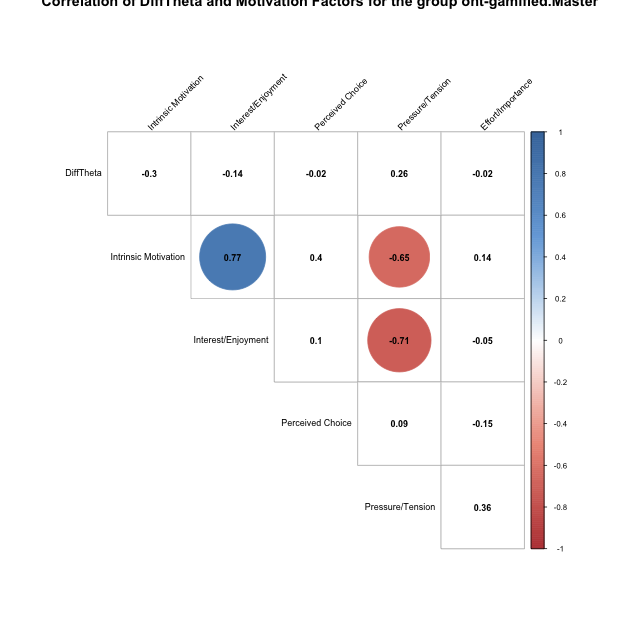 Correlation of DiffTheta and Motivation Factors for the group ont-gamified.Master
Intrinsic Motivation
Interest/Enjoyment
Perceived Choice
Pressure/Tension
Effort/Importance
DiffTheta -0.3 -0.14 -0.02 0.26 -0.02
Intrinsic Motivation 0.77 0.4 -0.65 0.14
Interest/Enjoyment 0.1 -0.71 -0.05
Perceived Choice 0.09 -0.15
Pressure/Tension 0.36
1
0.8
0.6
0.4
0.2
0
-0.2
-0.4
-0.6
-0.8
-1